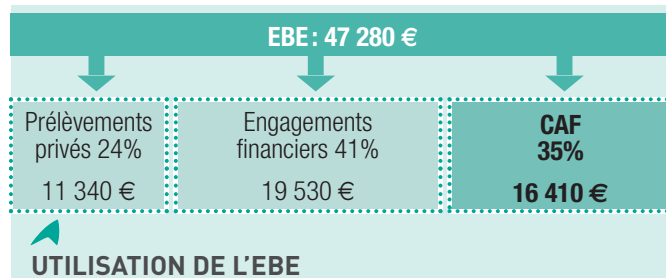 EBE: 47 280 €
Prélèvements
privés 24%
11 340 €
Engagements
financiers 41%
19 530 €
CAF
35%
16 410 €
UTILISATION DE L'EBE